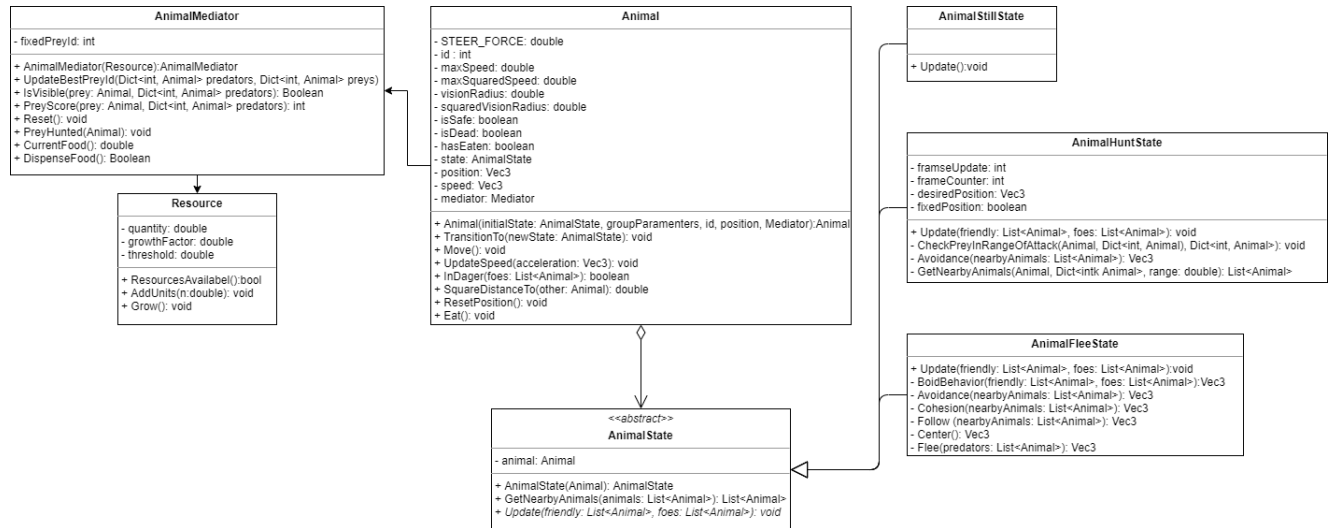 AnimalMediator
- fixedPreyId: int
+ AnimalMediator(Resource):AnimalMediator
+ UpdateBestPreyId(Dict<int, Animal> predators, Dict<int, Animal> preys)
+ IsVisible(prey: Animal, Dict<int, Animal> predators): Boolean
+ PreyScore(prey: Animal, Dict<int, Animal> predators): int
+ Reset(): void
+ PreyHunted(Animal): void
+ CurrentFood(): double
+ DispenseFood(): Boolean
Resource
- quantity: double
- growthFactor: double
- threshold: double
+ ResourcesAvailabel():bool
+ AddUnits(n:double): void
+ Grow(): void
Animal
- STEER_FORCE: double
- id : int
- maxSpeed: double
- maxSquaredSpeed: double
- visionRadius: double
- squaredVisionRadius: double
- isSafe: boolean
- isDead: boolean
- hasEaten: boolean
- state: AnimalState
- position: Vec3
- speed: Vec3
- mediator: Mediator
+ Animal(initialState: AnimalState, groupParamenters, id, position, Mediator):Animal
+ TransitionTo(newState: AnimalState): void
+ Move(): void
+ UpdateSpeed(acceleration: Vec3): void
+ InDager(foes: List<Animal>): boolean
+ SquareDistanceTo(other: Animal): double
+ ResetPosition(): void
+ Eat(): void
<<abstract>>
AnimalState
- animal: Animal
+ AnimalState(Animal): AnimalState
+ GetNearbyAnimals(animals: List<Animal>): List<Animal>
+ Update(friendly: List<Animal>, foes: List<Animal>): void
AnimalStillState
+ Update():void
AnimalHuntState
- framseUpdate: int
- frameCounter: int
- desiredPosition: Vec3
- fixedPosition: boolean
+ Update(friendly: List<Animal>, foes: List<Animal>): void
- CheckPreyInRangeOfAttack(Animal, Dict<int, Animal), Dict<int, Animal>): void
- Avoidance(nearbyAnimals: List<Animal>): Vec3
- GetNearbyAnimals(Animal, Dict<intk Animal>, range: double): List<Animal>
AnimalFleeState
+ Update(friendly: List<Animal>, foes: List<Animal>):void
- BoidBehavior(friendly: List<Animal>, foes: List<Animal>):Vec3
- Avoidance(nearbyAnimals: List<Animal>): Vec3
- Cohesion(nearbyAnimals: List<Animal>): Vec3
- Follow (nearbyAnimals: List<Animal>): Vec3
- Center(): Vec3
- Flee(predators: List<Animal>): Vec3